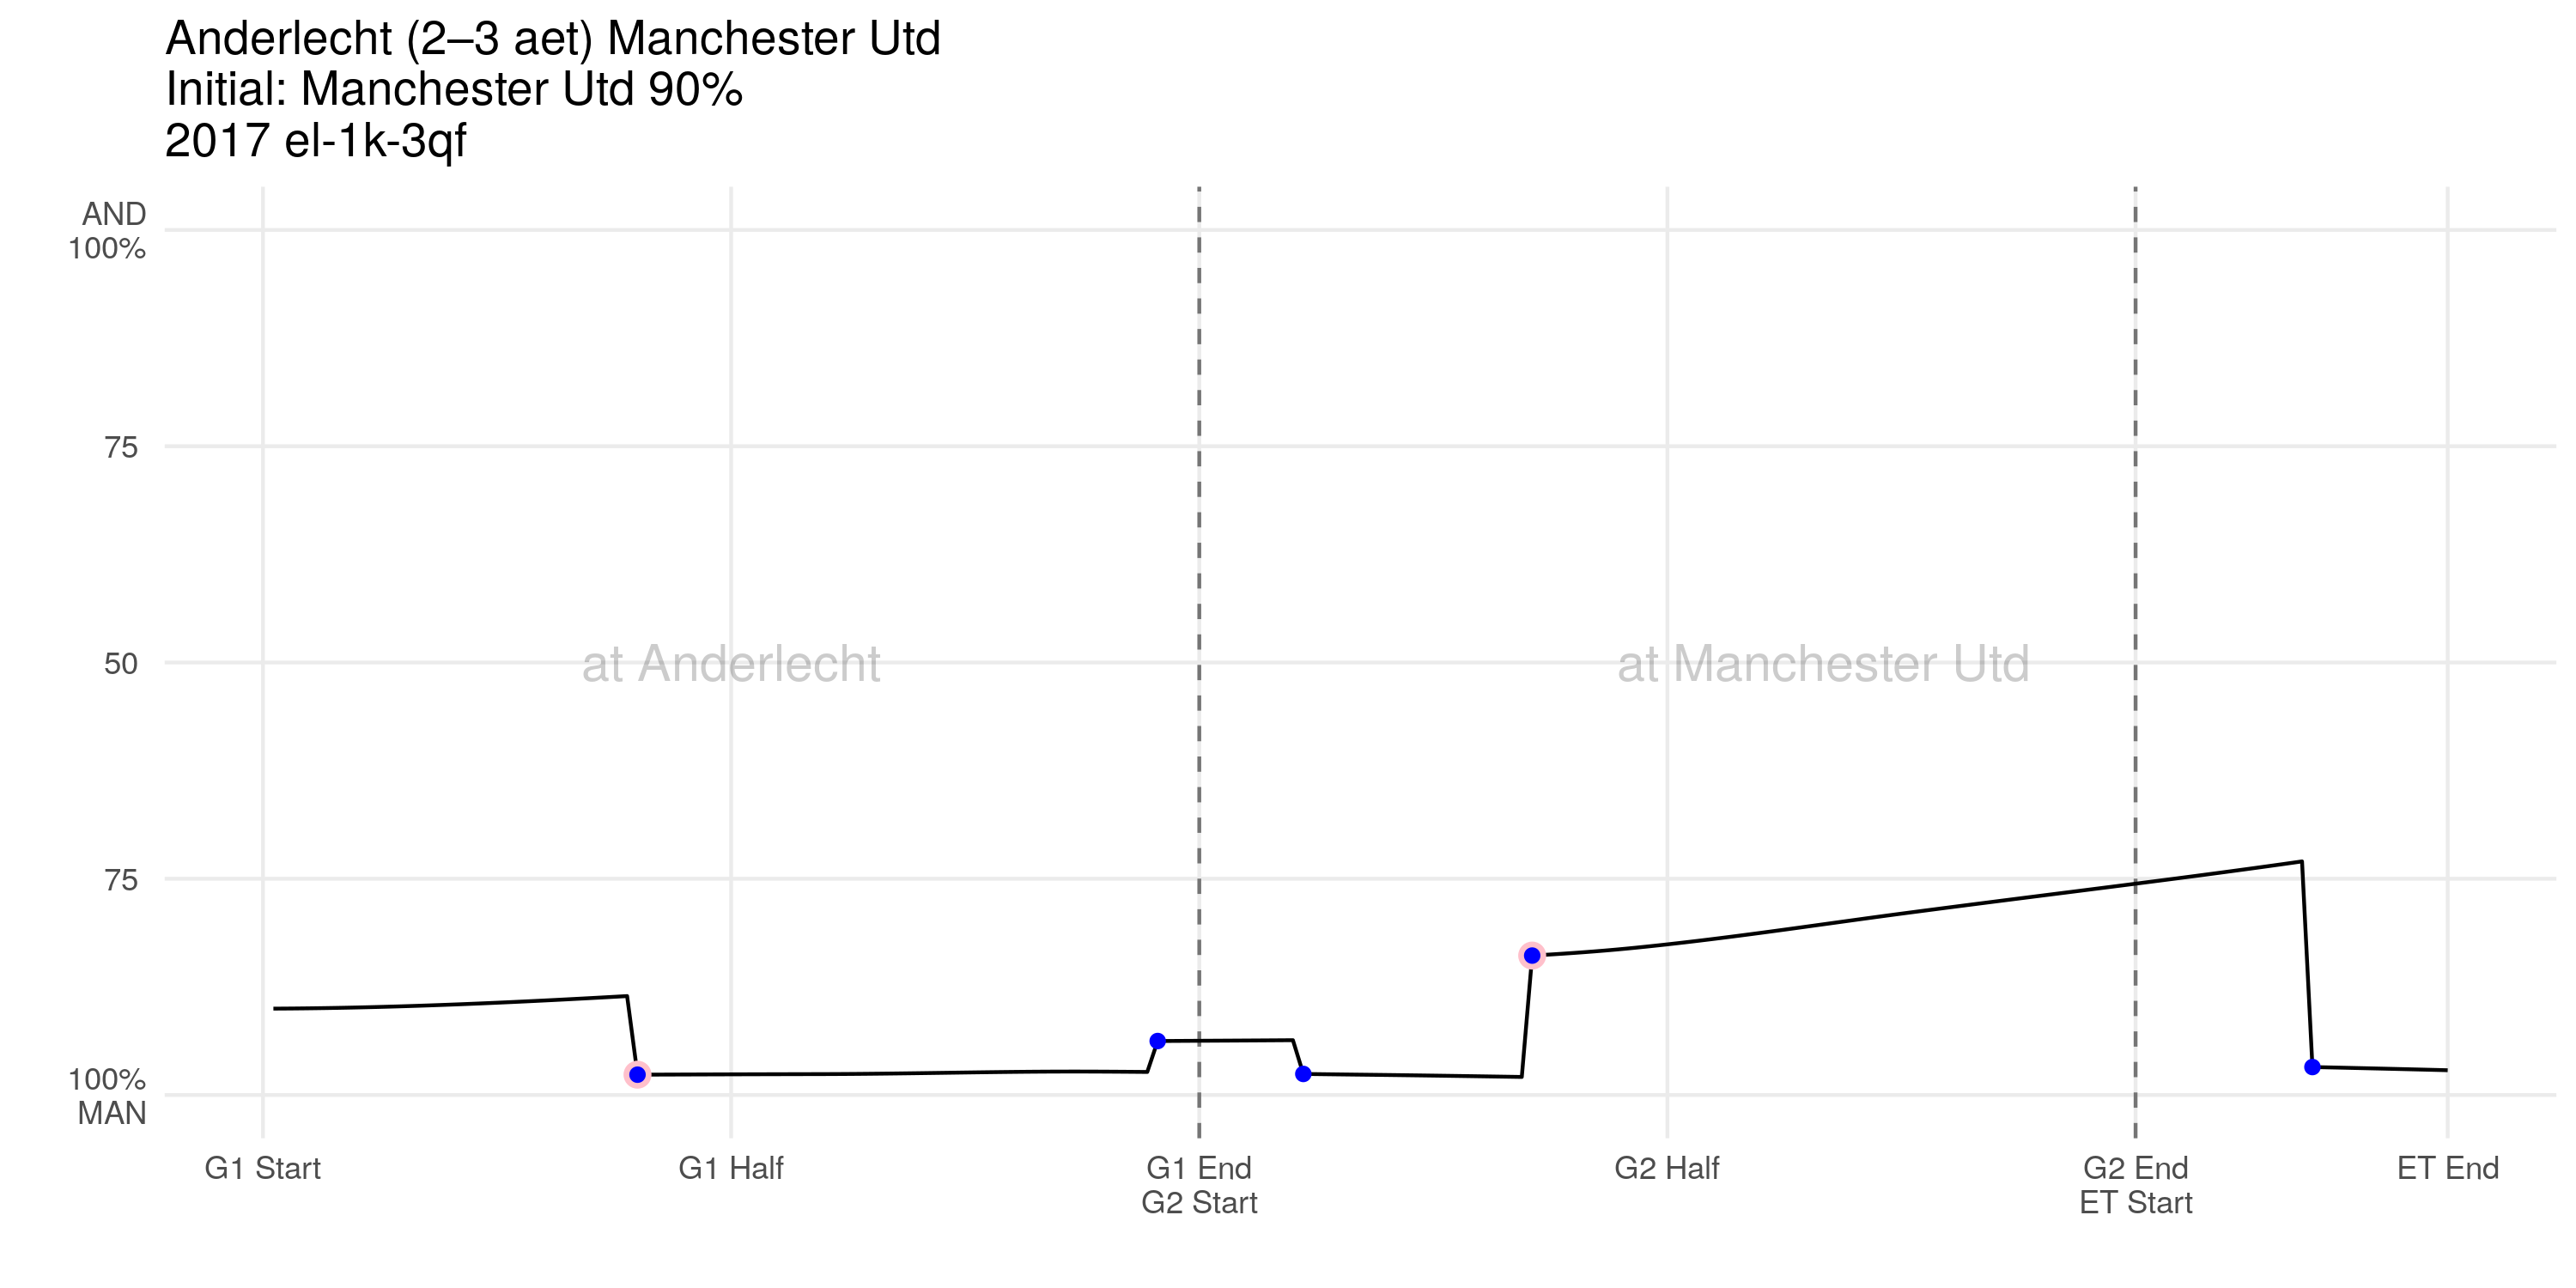 Anderlecht (2–3 aet) Manchester Utd
Initial: Manchester Utd 90%
2017 el-1k-3qf
AND
100%
75
50
75
100%
MAN
at Anderlecht
at Manchester Utd
G1 Start
G1 Half
G1 End
G2 Start
G2 Half
G2 End
ET Start
ET End